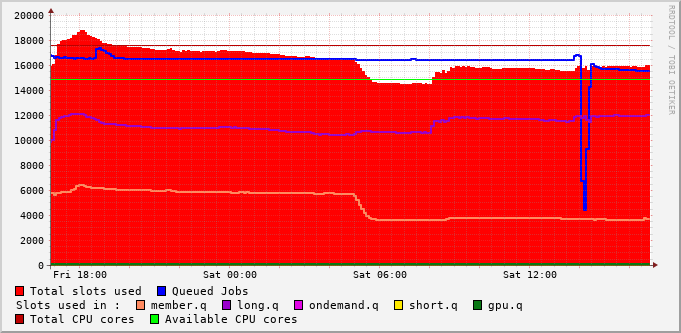 20000
18000
16000
14000
12000
10000
8000
6000
4000
2000
0
Fri 18:00 Sat 00:00 Sat 06:00 Sat 12:00
RRDTOOL / TOBI OETIKER
Total slots used Queued Jobs
Slots used in : member.q long.q ondemand.q short.q gpu.q
Total CPU cores Available CPU cores